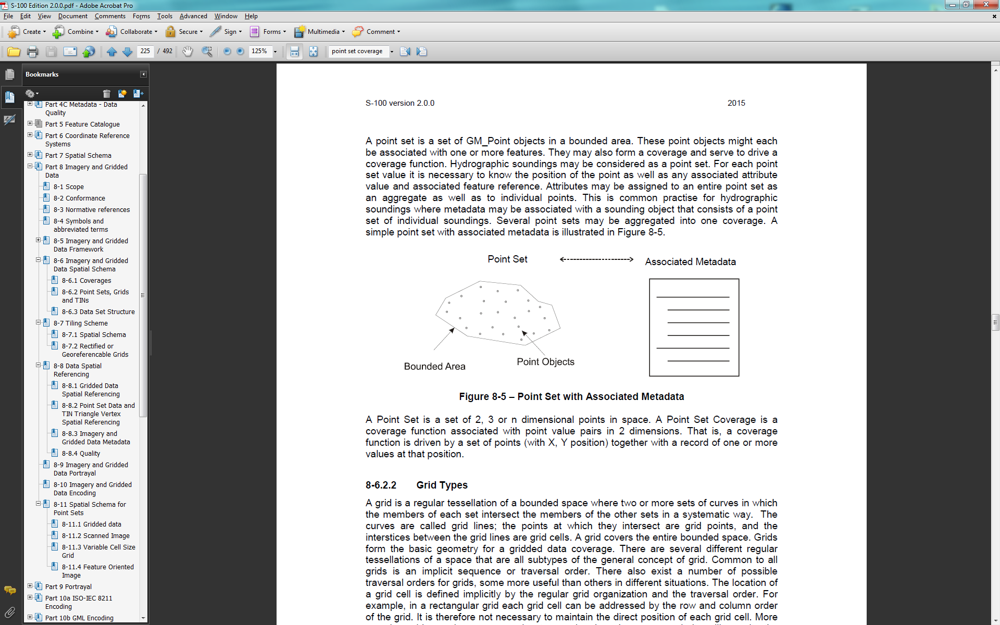 S-100 Edition 2.0.0.pdf - Adobe Acrobat Pro
File Edit View Document Comments Forms Tools Advanced Window Help
Create Combine Collaborate Secure Sign Forms Multimedia Comment
225 / 492 125% point set coverage
Bookmarks
Part 4C Metadata - Data
Quality
Part 5 Feature Catalogue
Part 6 Coordinate Reference
Systems
Part 7 Spatial Schema
Part 8 Imagery and Gridded
Data
8-1 Scope
8-2 Conformance
8-3 Normative references
8-4 Symbols and
abbreviated terms
8-5 Imagery and Gridded
Data Framework
8-6 Imagery and Gridded
Data Spatial Schema
8-6.1 Coverages
8-6.2 Point Sets, Grids
and TINs
8-6.3 Data Set Structure
8-7 Tiling Scheme
8-7.1 Spatial Schema
8-7.2 Rectified or
Georeferencable Grids
8-8 Data Spatial
Referencing
8-8.1 Gridded Data
Spatial Referencing
8-8.2 Point Set Data and
TIN Triangle Vertex
Spatial Referencing
8-8.3 Imagery and
Gridded Data Metadata
8-8.4 Quality
8-9 Imagery and Gridded
Data Portrayal
8-10 Imagery and Gridded
Data Encoding
8-11 Spatial Schema for
Point Sets
8-11.1 Gridded data
8-11.2 Scanned Image
8-11.3 Variable Cell Size
Grid
8-11.4 Feature Oriented
Image
Part 9 Portrayal
Part 10a ISO-IEC 8211
Encoding
Part 10b GML Encoding
S-100 version 2.0.0 2015
A point set is a set of GM_Point objects in a bounded area. These point objects might each
be associated with one or more features. They may also form a coverage and serve to drive a
coverage function. Hydrographic soundings may be considered as a point set. For each point
set value it is necessary to know the position of the point as well as any associated attribute
value and associated feature reference. Attributes may be assigned to an entire point set as
an aggregate as well as to individual points. This is common practise for hydrographic
soundings where metadata may be associated with a sounding object that consists of a point
set of individual soundings. Several point sets may be aggregated into one coverage. A
simple point set with associated metadata is illustrated in Figure 8-5.
Point Set Associated Metadata
Bounded Area Point Objects
Figure 8-5 – Point Set with Associated Metadata
A Point Set is a set of 2, 3 or n dimensional points in space. A Point Set Coverage is a
coverage function associated with point value pairs in 2 dimensions. That is, a coverage
function is driven by a set of points (with X, Y position) together with a record of one or more
values at that position.
8-6.2.2 Grid Types
A grid is a regular tessellation of a bounded space where two or more sets of curves in which
the members of each set intersect the members of the other sets in a systematic way. The
curves are called grid lines; the points at which they intersect are grid points, and the
interstices between the grid lines are grid cells. A grid covers the entire bounded space. Grids
form the basic geometry for a gridded data coverage. There are several different regular
tessellations of a space that are all subtypes of the general concept of grid. Common to all
grids is an implicit sequence or traversal order. There also exist a number of possible
traversal orders for grids, some more useful than others in different situations. The location of
a grid cell is defined implicitly by the regular grid organization and the traversal order. For
example, in a rectangular grid each grid cell can be addressed by the row and column order
of the grid. It is therefore not necessary to maintain the direct position of each grid cell. More